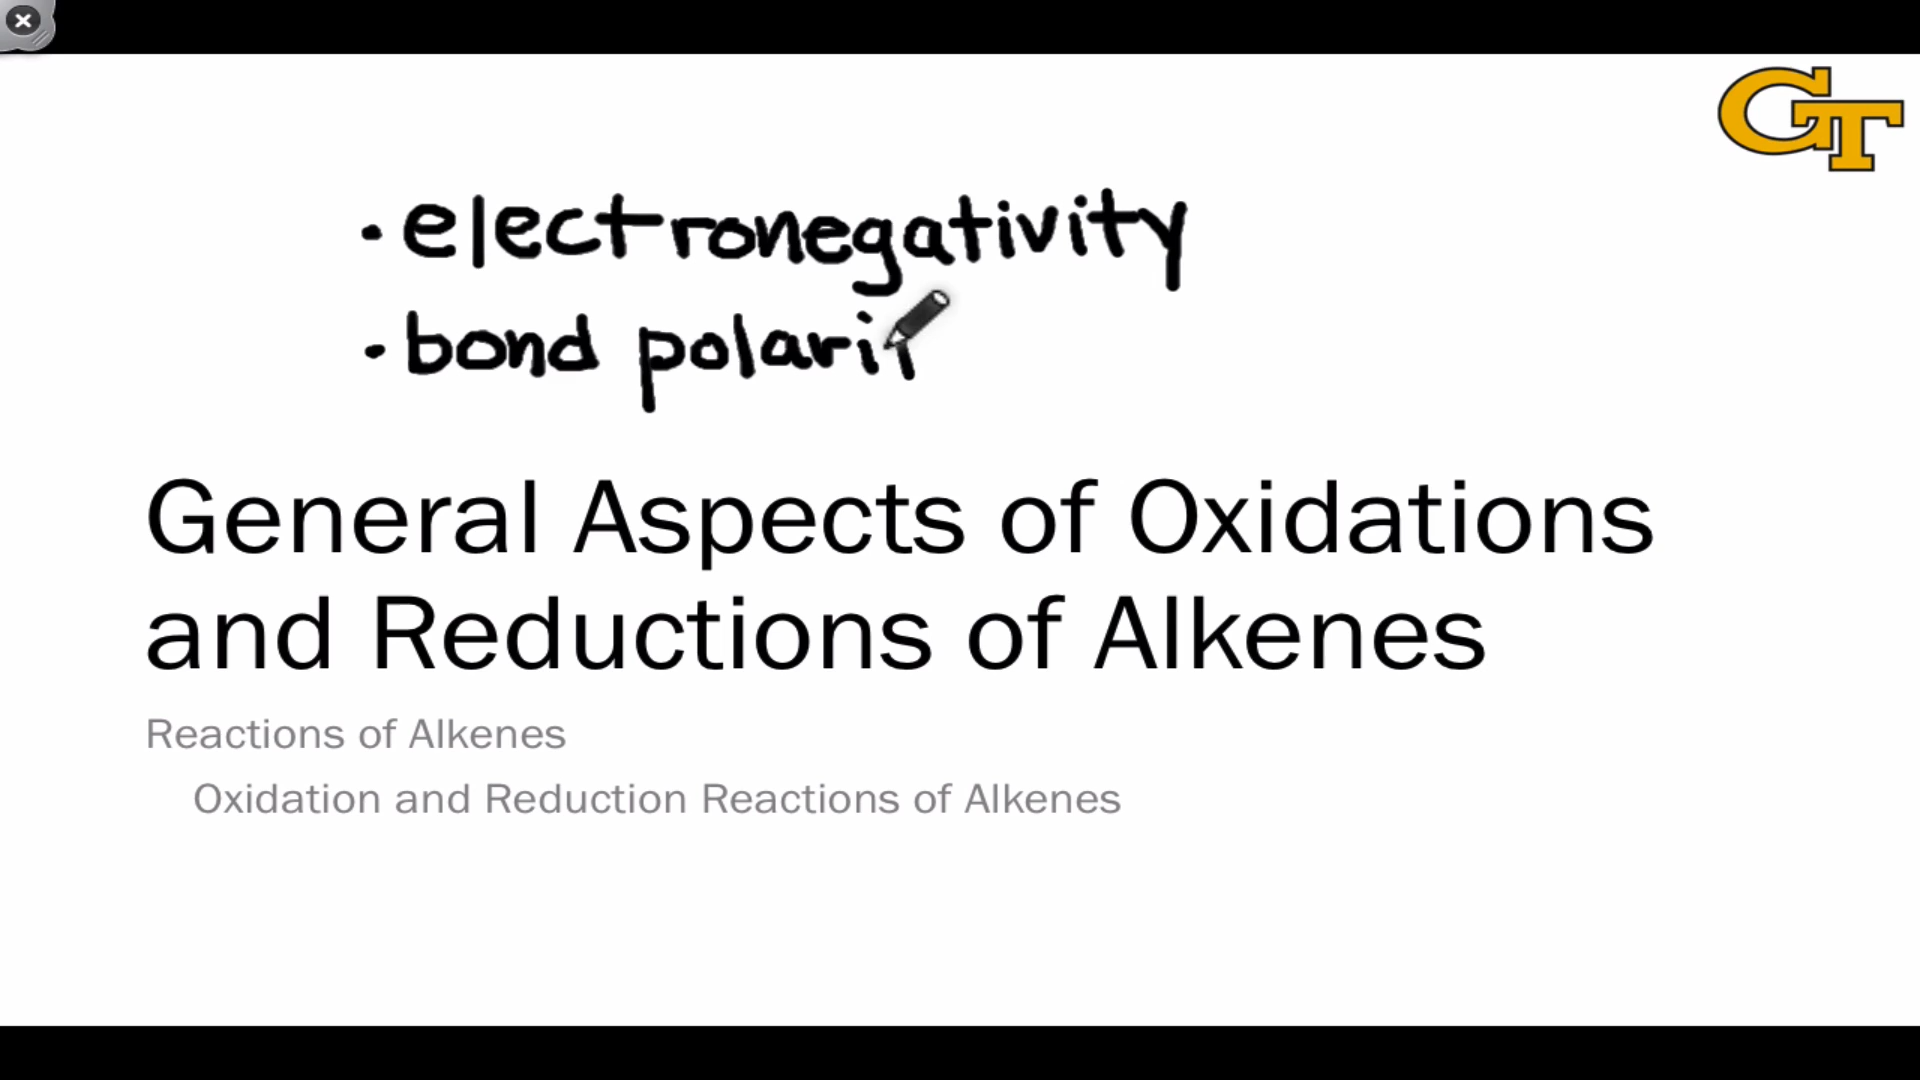 GT
• electronegativity
• bond polari
General Aspects of Oxidations
and Reductions of Alkenes
Reactions of Alkenes
Oxidation and Reduction Reactions of Alkenes